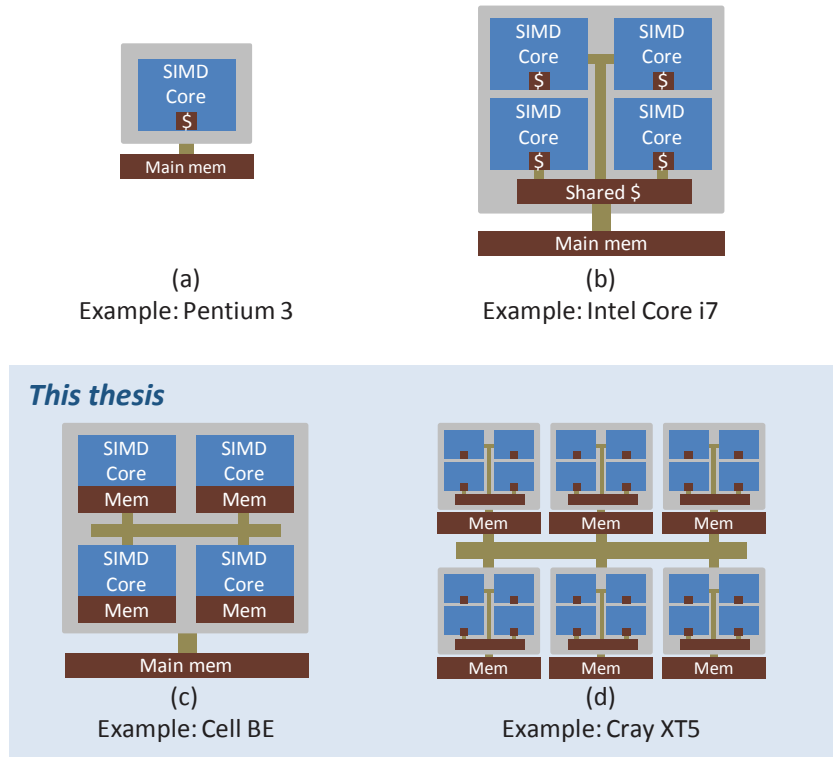 SIMD
Core
$
Main mem
(a)
Example: Pentium 3
SIMD
Core
$
SIMD
Core
$
SIMD
Core
$
SIMD
Core
$
Shared $
Main mem
(b)
Example: Intel Core i7
This thesis
SIMD
Core
Mem
SIMD
Core
Mem
SIMD
Core
Mem
SIMD
Core
Mem
Main mem
(c)
Example: Cell BE
Mem
Mem
Mem
Mem
Mem
Mem
(d)
Example: Cray XT5